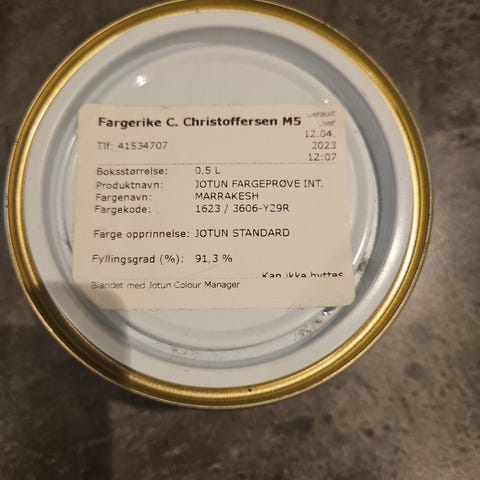 Fargerike C. Christoffersen M5
Default
User
12.04.
2023
12:07
Tlf: 41534707
Boksstørrelse: 0,5 L
Produktnavn: JOTUN FARGEPRØVE INT.
Fargenavn: MARRAKESH
Fargekode: 1623 / 3606-Y29R
Farge opprinnelse: JOTUN STANDARD
Fyllingsgrad (%): 91,3 %
Kan ikke byttes
Blandet med Jotun Colour Manager